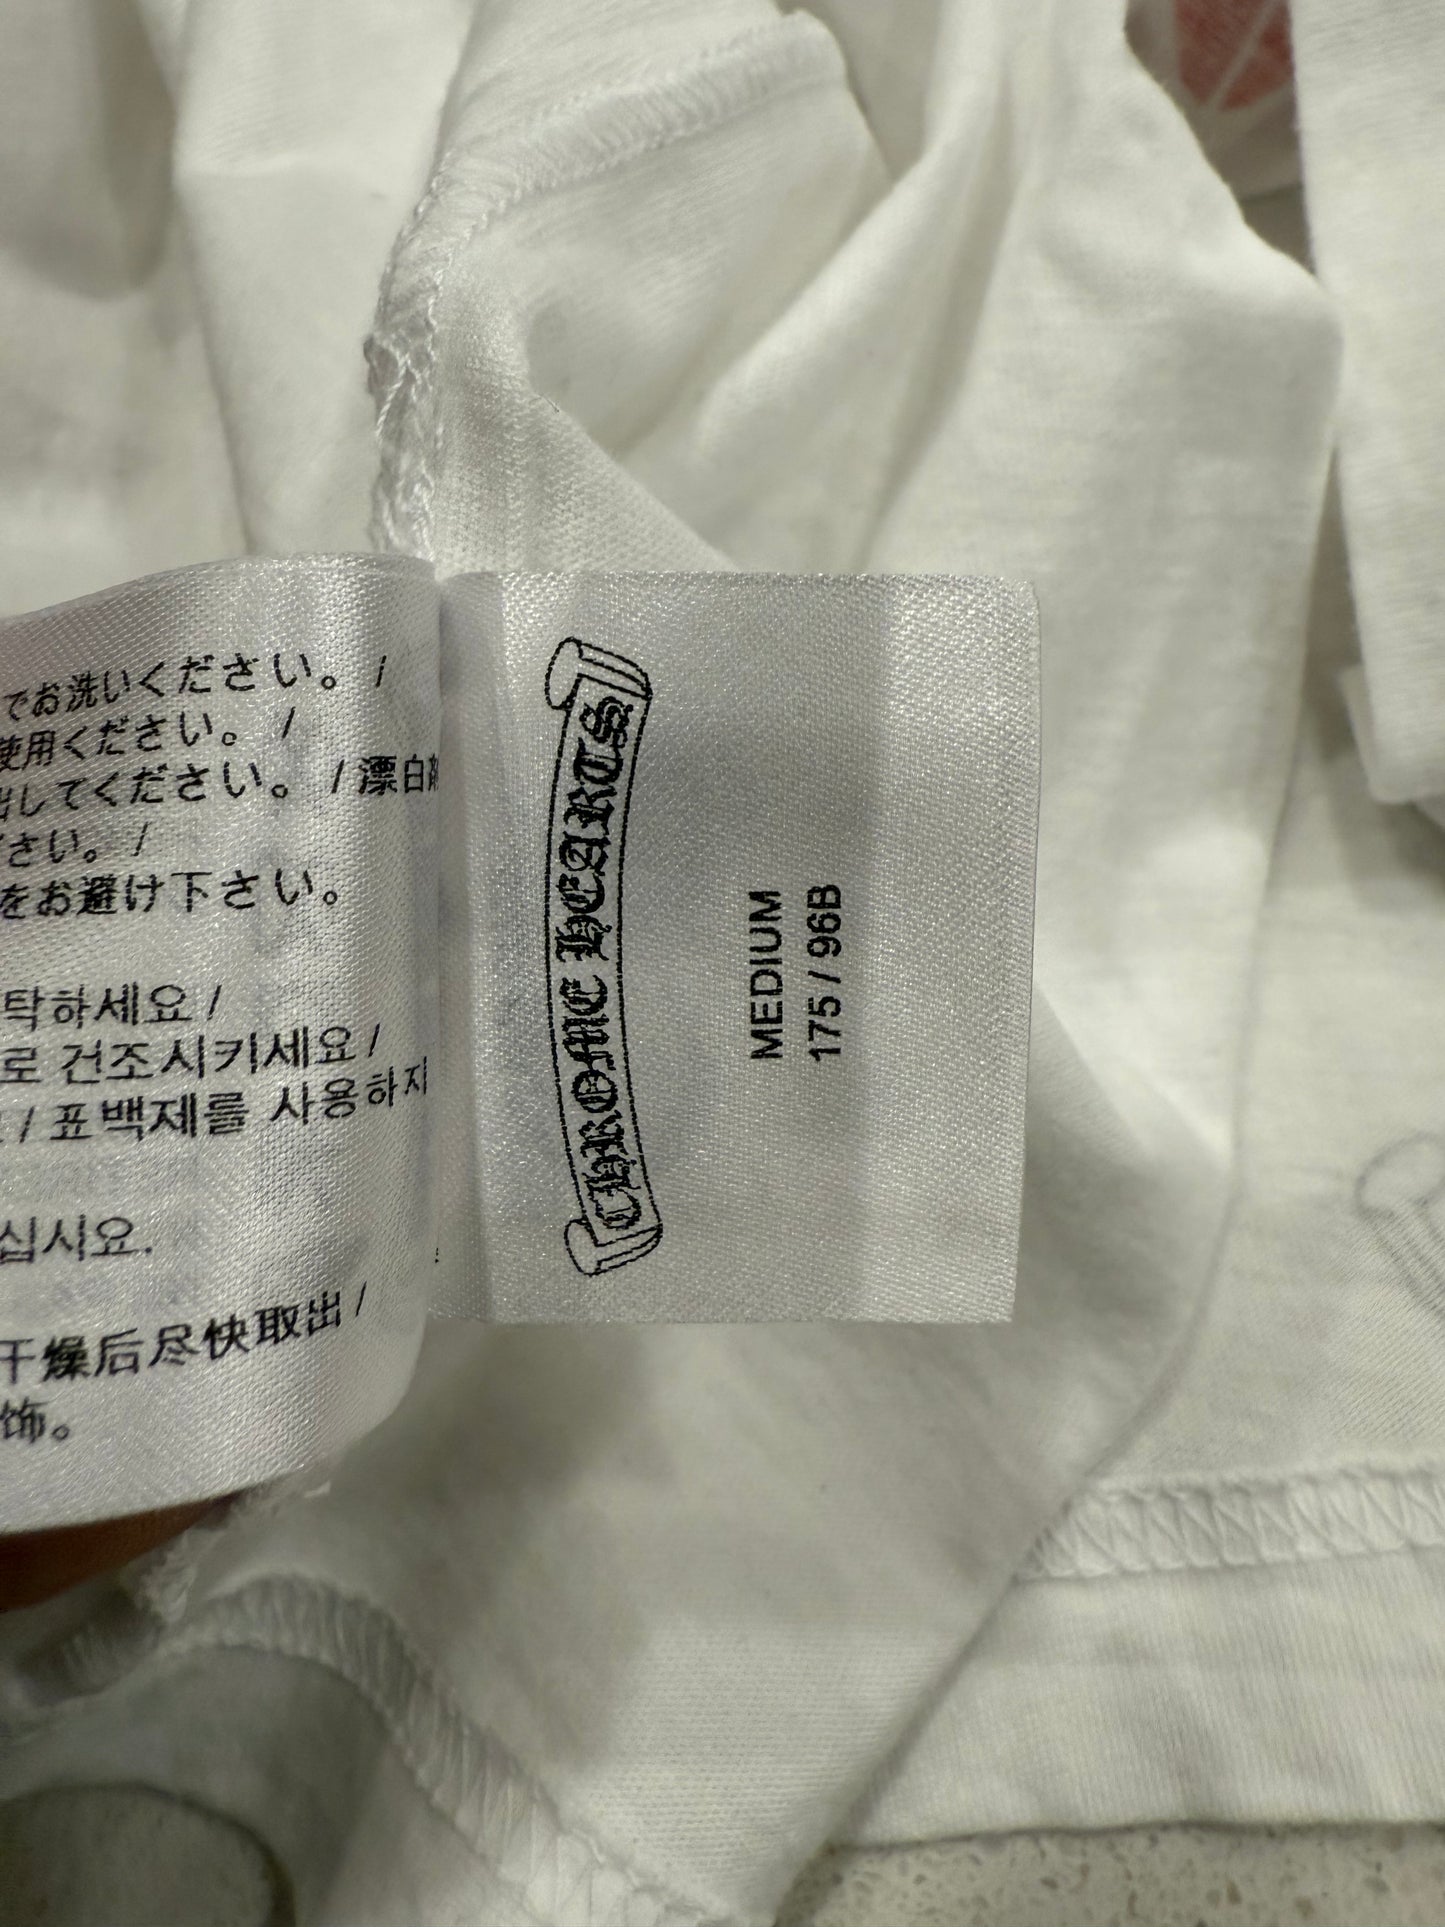 でお洗いください。 /
使用ください。 /
出してください。 / 漂白剤
さい。 /
をお避け下さい。
탁하세요 /
로 건조시키세요 /
/ 표백제를 사용하지
십시오.
干燥后尽快取出 /
饰。
CHROME HEARTS
MEDIUM
175 / 96B